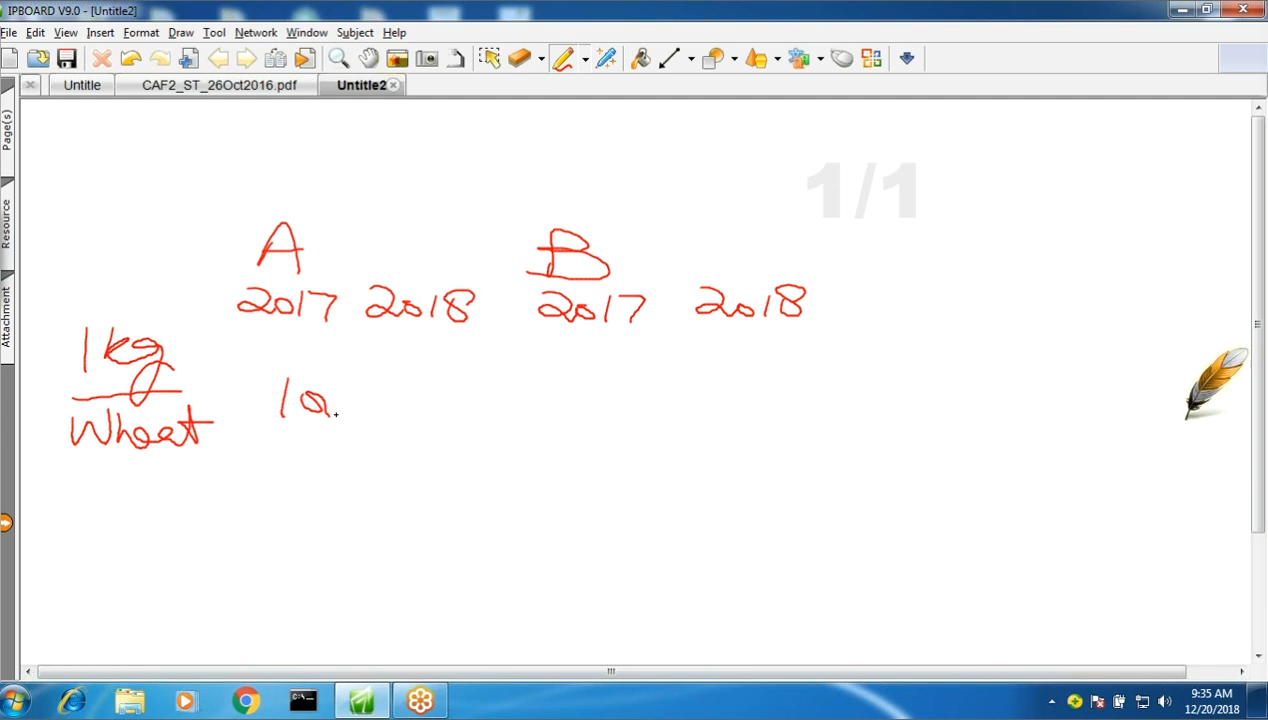 IPBOARD V9.0 - [Untitle2]
File Edit View Insert Format Draw Tool Network Window Subject Help
Untitle CAF2_ST_26Oct2016.pdf Untitle2
Page(s)
Resource
Attachment
1/1
A B
2017 2018 2017 2018
1kg
Wheat
9:35 AM
12/20/2018